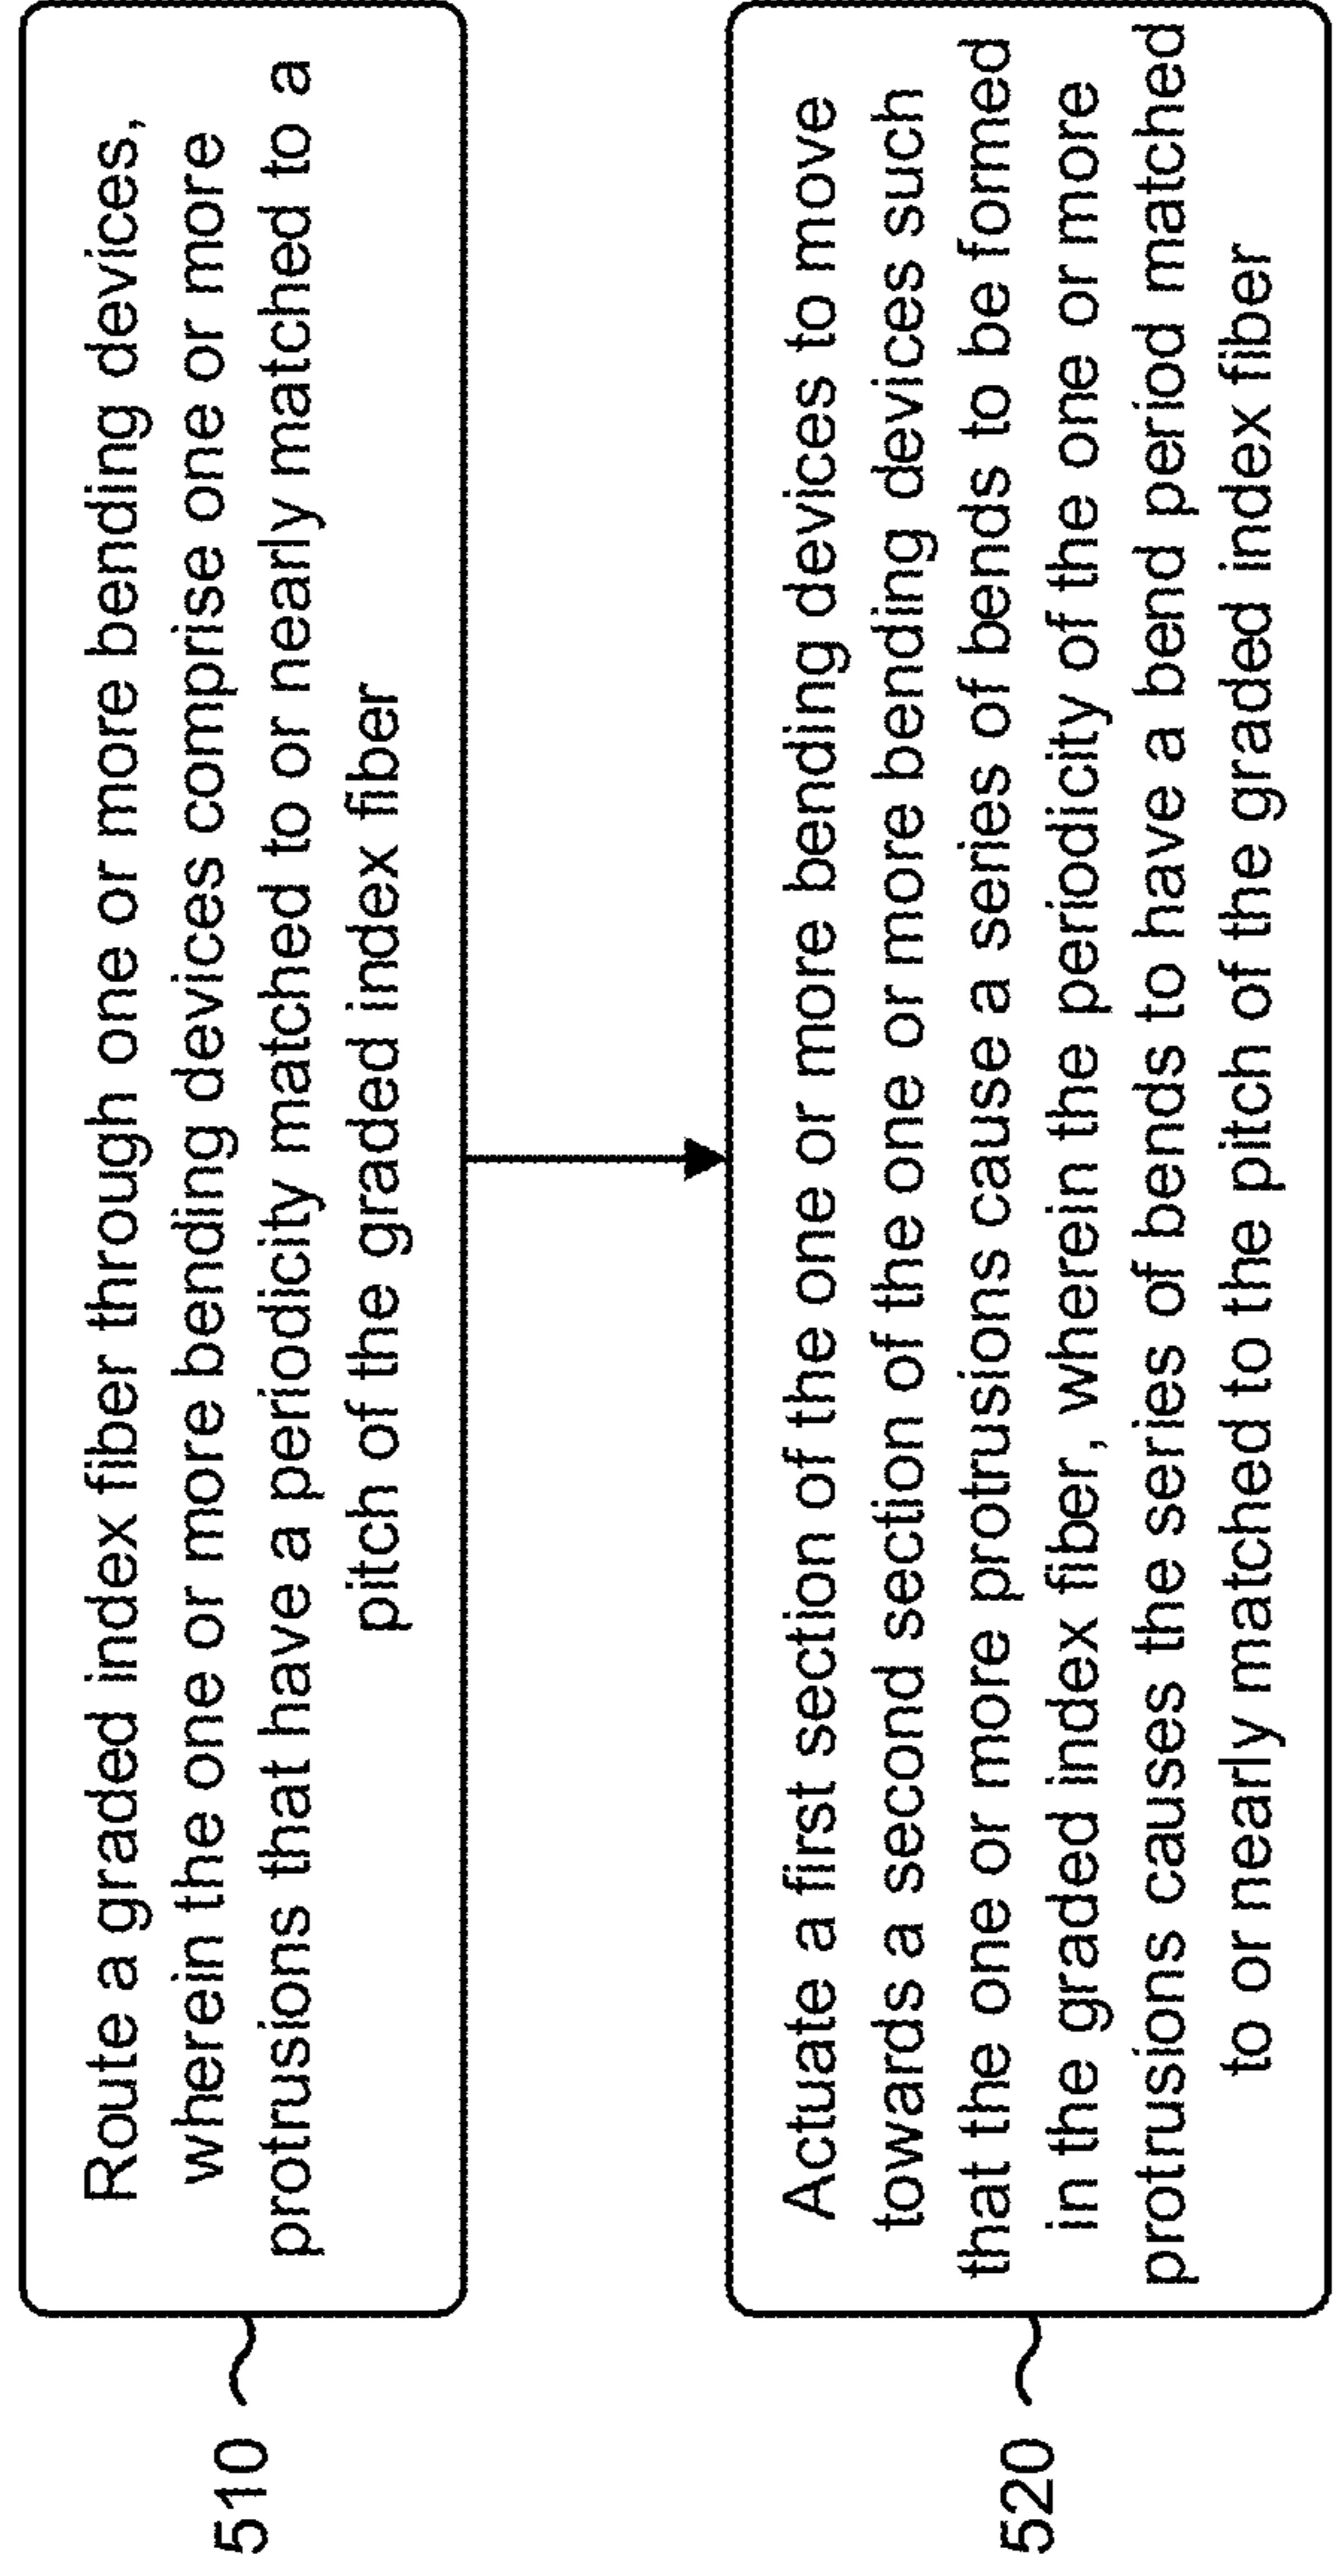 510
Route a graded index fiber through one or more bending devices,
wherein the one or more bending devices comprise one or more
protrusions that have a periodicity matched to or nearly matched to a
pitch of the graded index fiber
520
Actuate a first section of the one or more bending devices to move
towards a second section of the one or more bending devices such
that the one or more protrusions cause a series of bends to be formed
in the graded index fiber, wherein the periodicity of the one or more
protrusions causes the series of bends to have a bend period matched
to or nearly matched to the pitch of the graded index fiber